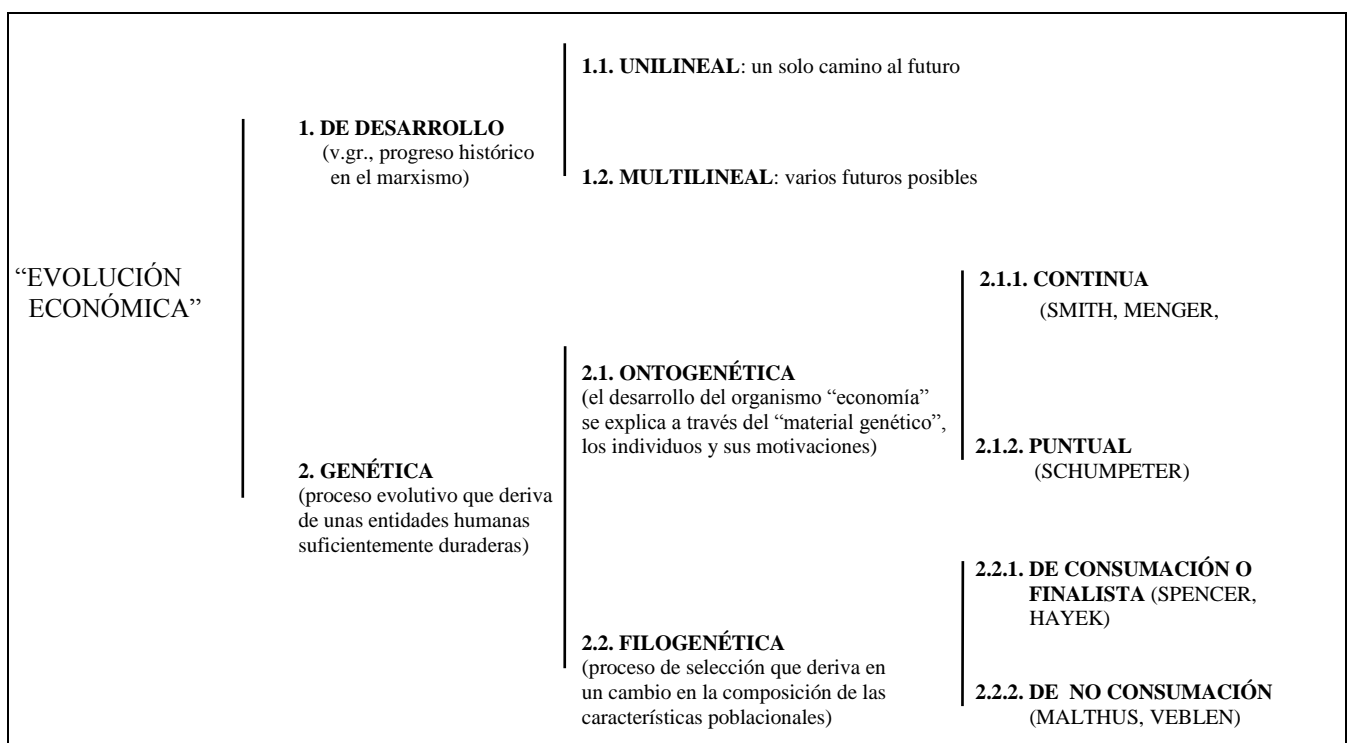 “EVOLUCIÓN
ECONÓMICA”
1. DE DESARROLLO
(v.gr., progreso histórico
en el marxismo)
1.1. UNILINEAL: un solo camino al futuro
1.2. MULTILINEAL: varios futuros posibles
2. GENÉTICA
(proceso evolutivo que deriva
de unas entidades humanas
suficientemente duraderas)
2.1. ONTOGENÉTICA
(el desarrollo del organismo “economía”
se explica a través del “material genético”,
los individuos y sus motivaciones)
2.1.1. CONTINUA
(SMITH, MENGER,
2.1.2. PUNTUAL
(SCHUMPETER)
2.2. FILOGENÉTICA
(proceso de selección que deriva en
un cambio en la composición de las
características poblacionales)
2.2.1. DE CONSUMACIÓN O
FINALISTA (SPENCER,
HAYEK)
2.2.2. DE NO CONSUMACIÓN
(MALTHUS, VEBLEN)